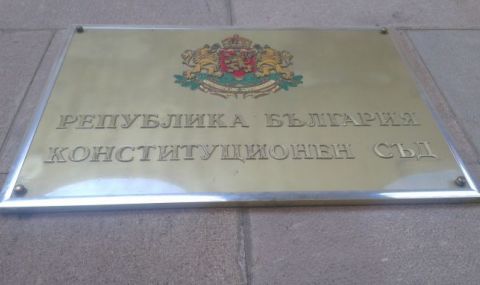 РЕПУБЛИКА БЪЛГАРИЯ
КОНСТИТУЦИОНЕН СЪД